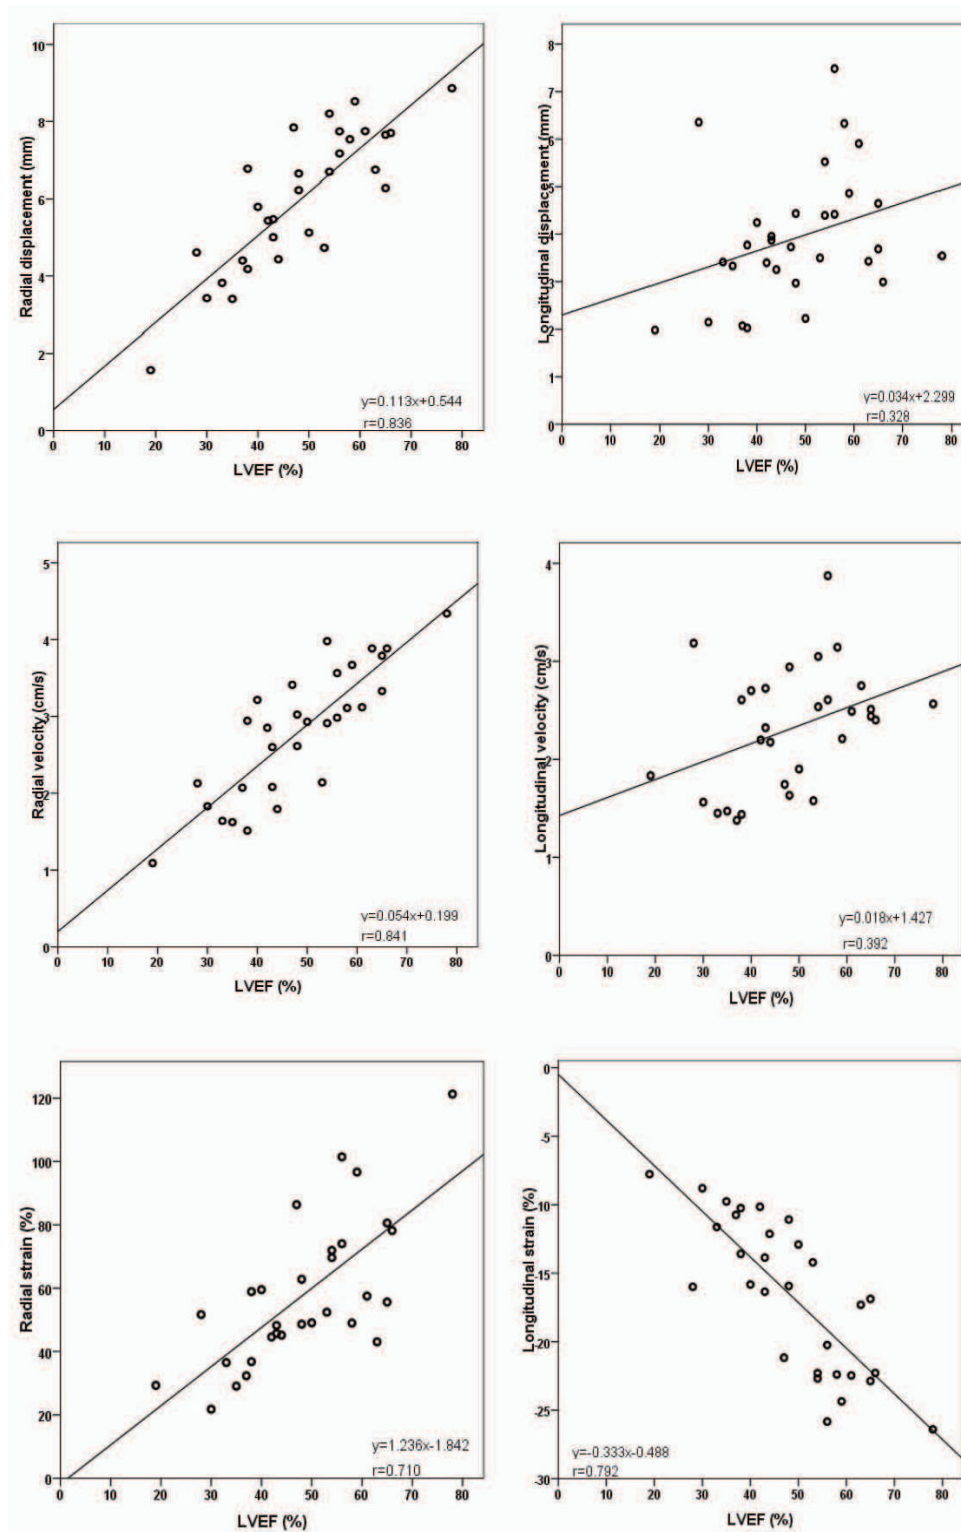 10
8
6
4
2
0
Radial displacement (mm)
y=0.113x+0.544
r=0.836
0 10 20 30 40 50 60 70 80
LVEF (%)
8
7
6
5
4
3
2
1
0
Longitudinal displacement (mm)
y=0.034x+2.299
r=0.328
0 10 20 30 40 50 60 70 80
LVEF (%)
5
4
3
2
1
0
Radial velocity (cm/s)
y=0.054x+0.199
r=0.841
0 10 20 30 40 50 60 70 80
LVEF (%)
4
3
2
1
0
Longitudinal velocity (cm/s)
y=0.018x+1.427
r=0.392
0 10 20 30 40 50 60 70 80
LVEF (%)
120
100
80
60
40
20
0
Radial strain (%)
y=1.236x-1.842
r=0.710
0 10 20 30 40 50 60 70 80
LVEF (%)
0
-5
-10
-15
-20
-25
-30
Longitudinal strain (%)
y=-0.333x-0.488
r=0.792
0 10 20 30 40 50 60 70 80
LVEF (%)